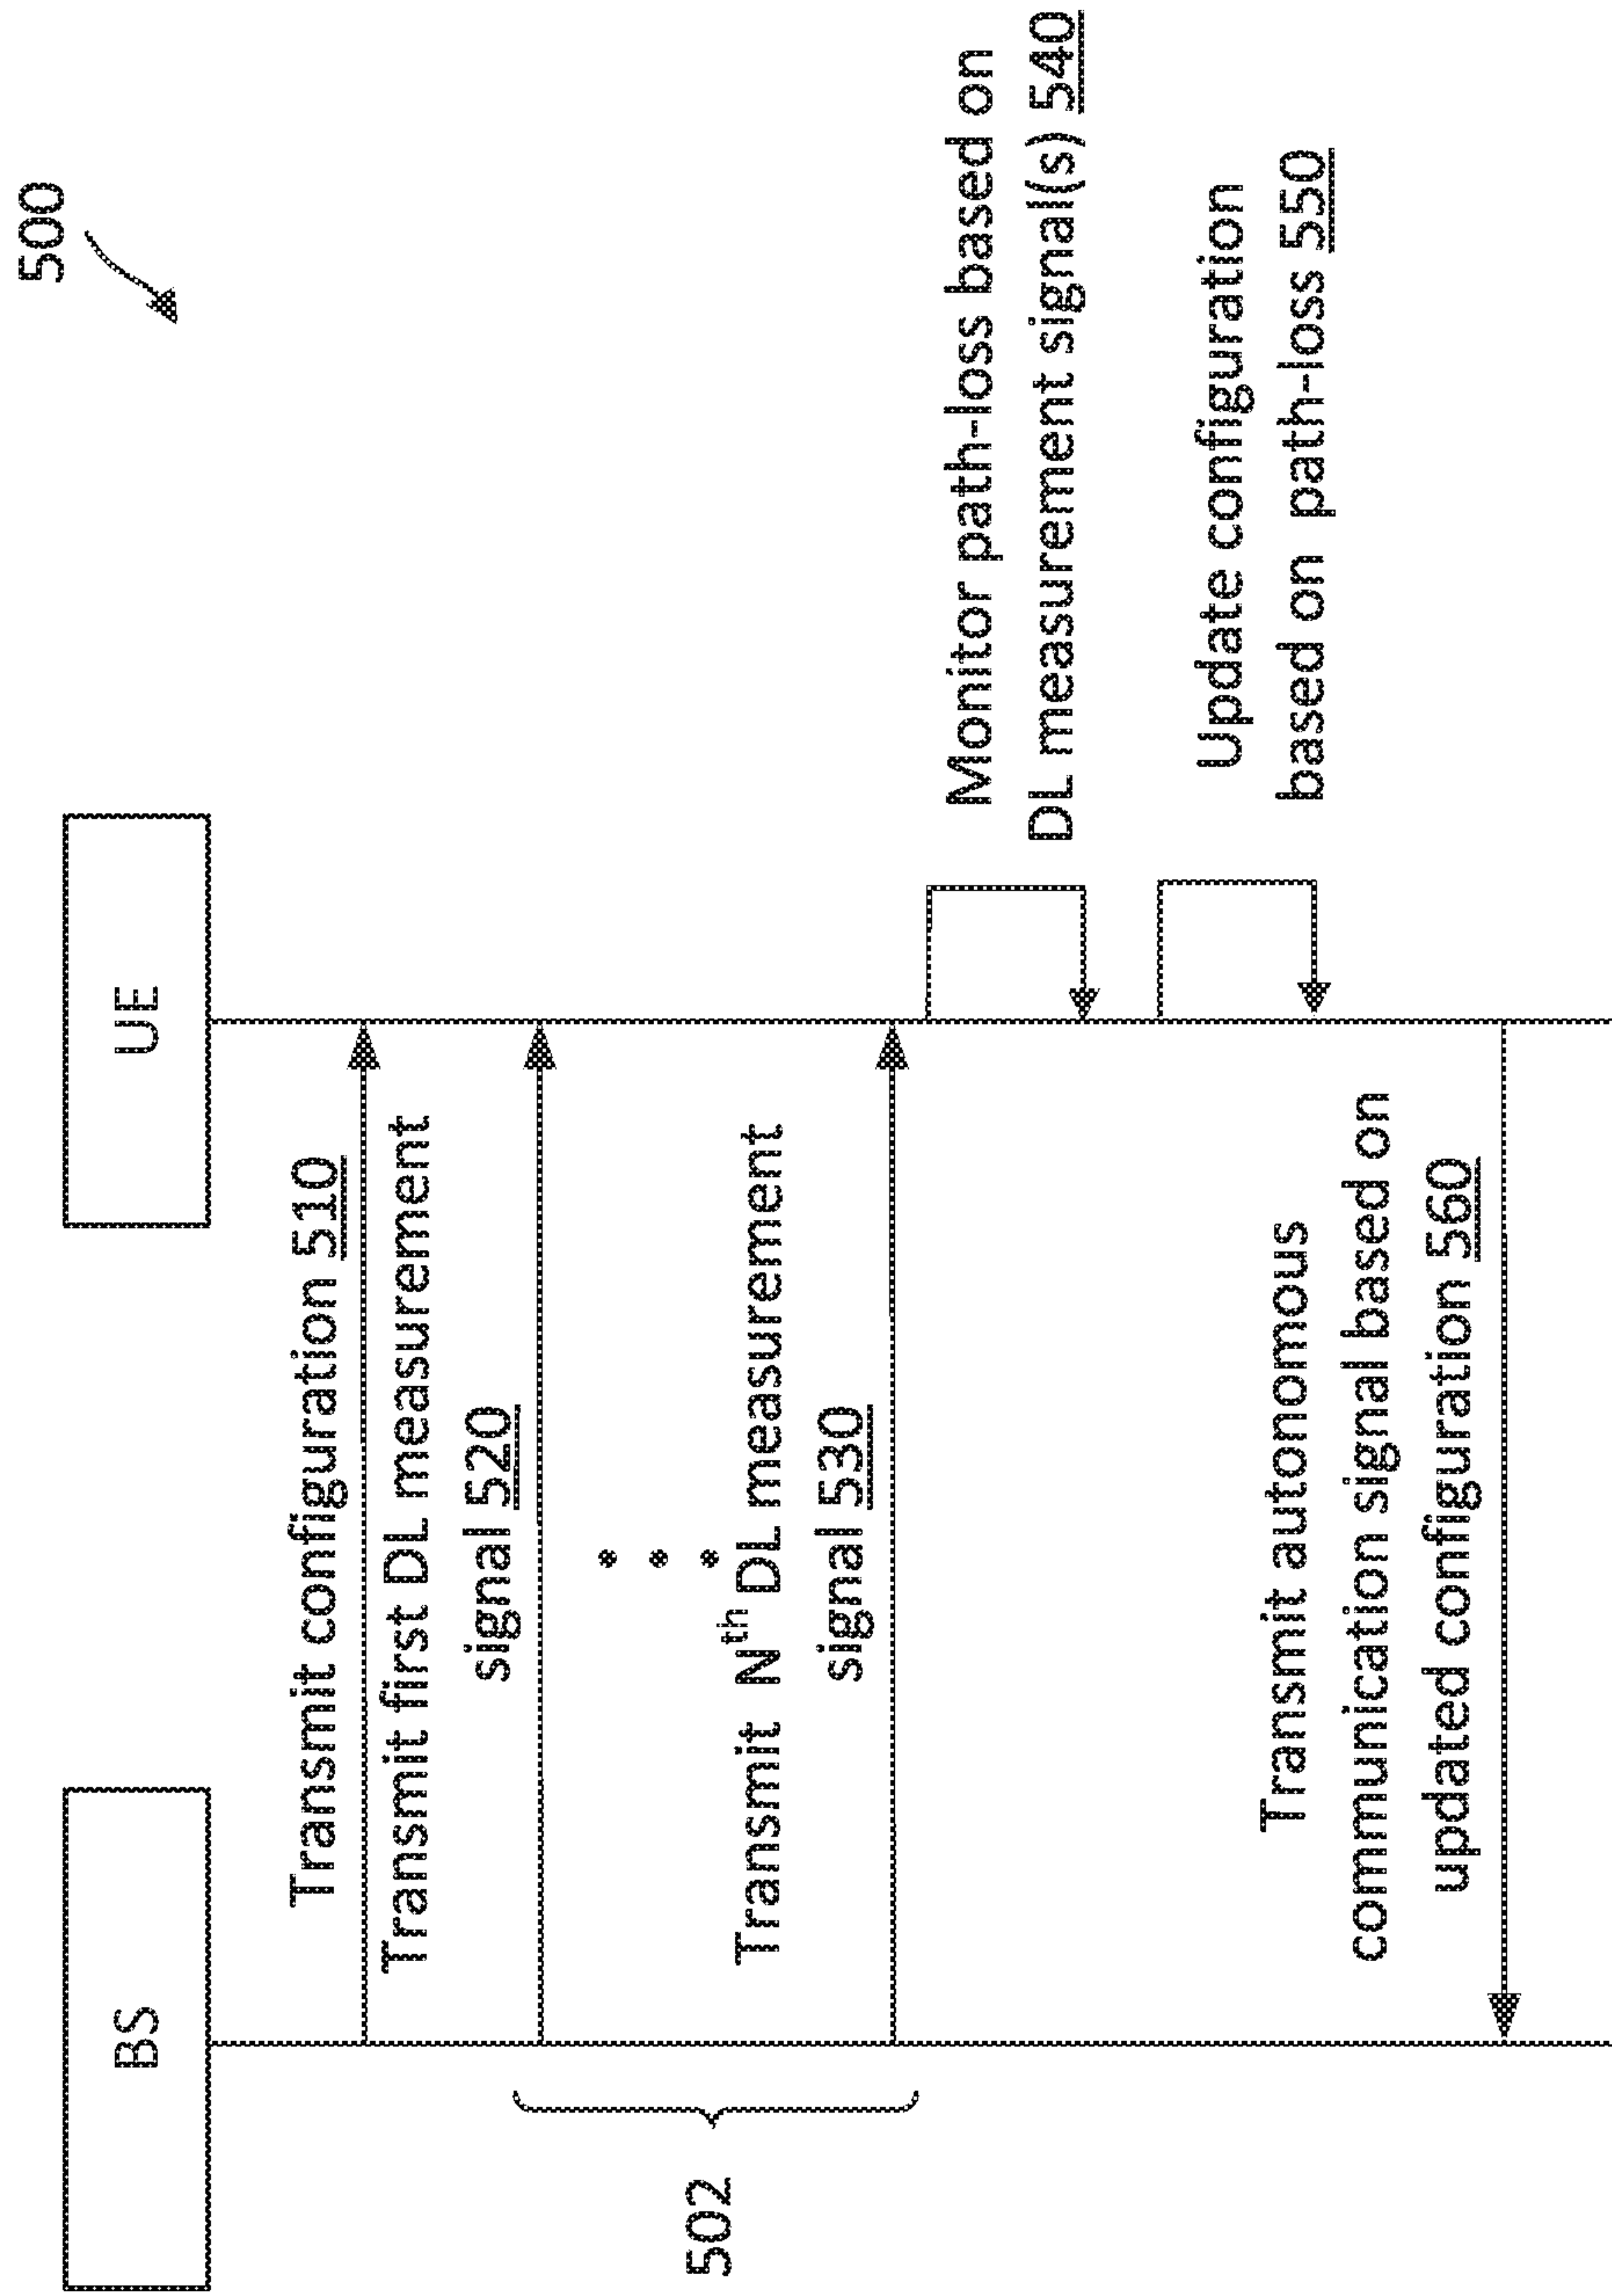 500
BS
UE
Transmit configuration 510
Transmit first DL measurement
signal 520
502
Transmit Nth DL measurement
signal 530
Monitor path-loss based on
DL measurement signal(s) 540
Update configuration
based on path-loss 550
Transmit autonomous
communication signal based on
updated configuration 560